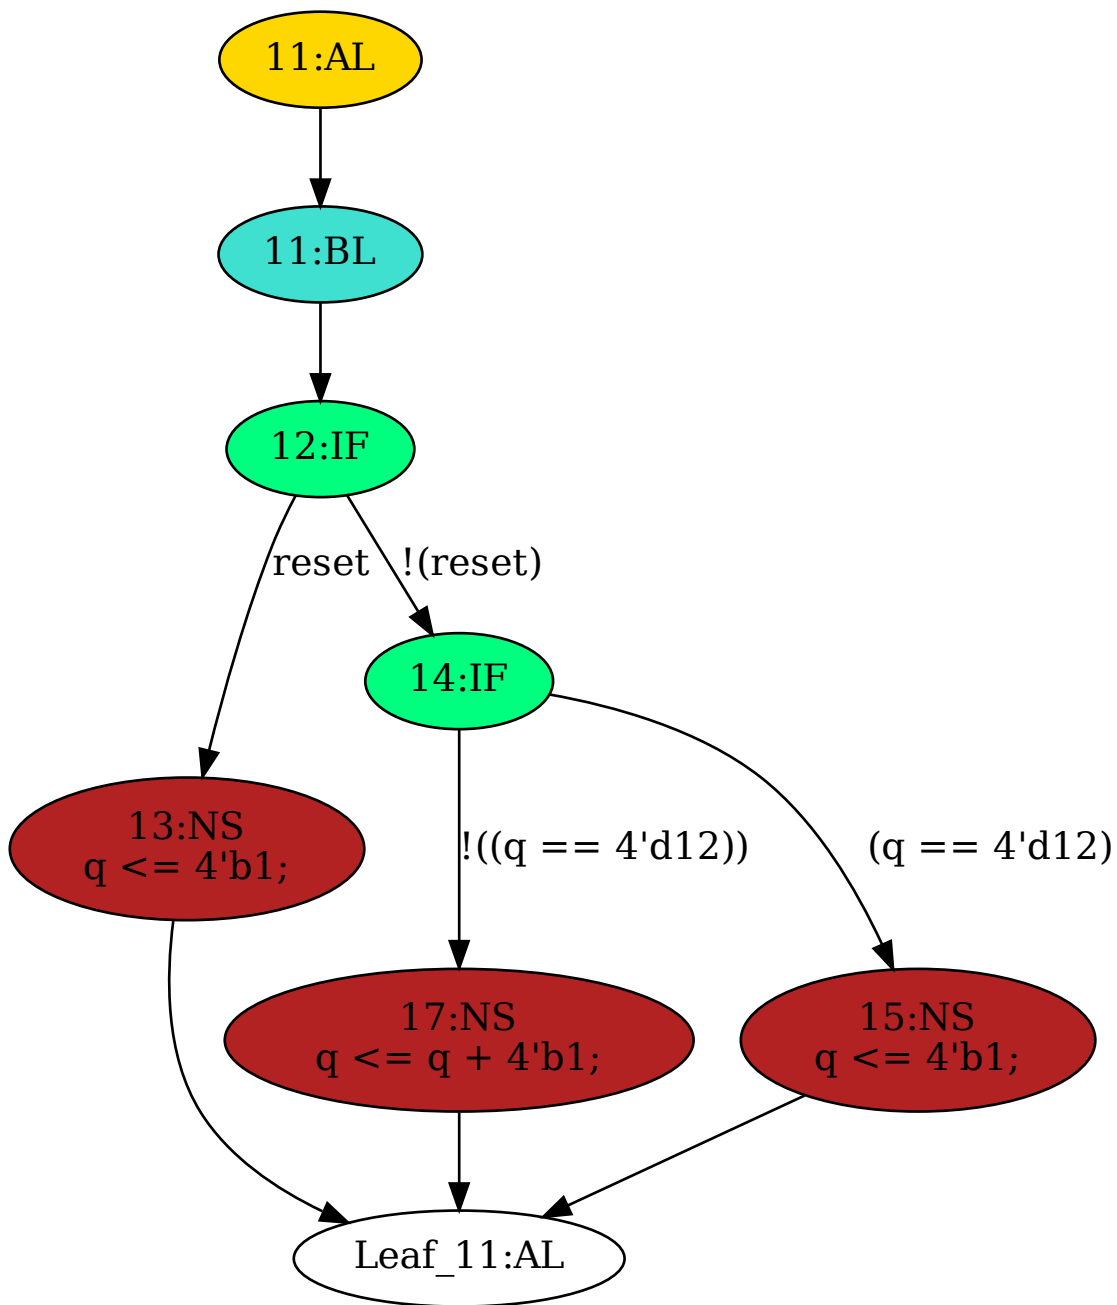 11:AL
11:BL
12:IF
reset
!(reset)
14:IF
13:NS
q <= 4'b1;
!((q == 4'd12))
(q == 4'd12)
17:NS
q <= q + 4'b1;
15:NS
q <= 4'b1;
Leaf_11:AL